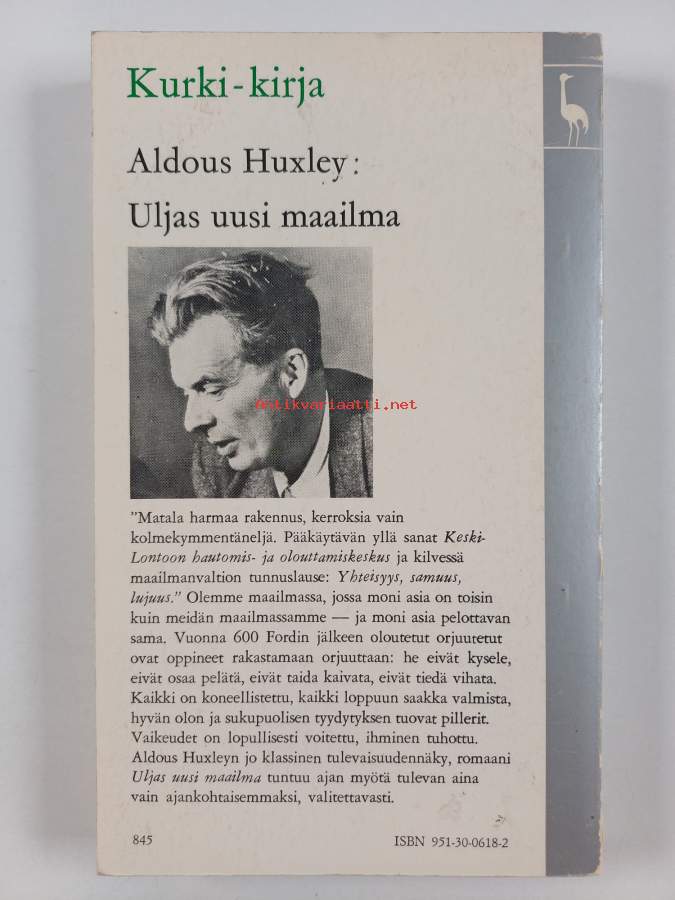 Kurki-kirja
Aldous Huxley:
Uljas uusi maailma
antikvariaatti.net
"Matala harmaa rakennus, kerroksia vain
kolmekymmentäneljä. Pääkäytävän yllä sanat Keski-
Lontoon hautomis- ja olouttamiskeskus ja kilvessä
maailmanvaltion tunnuslause: Yhteisyys, samuus,
lujuus." Olemme maailmassa, jossa moni asia on toisin
kuin meidän maailmassamme — ja moni asia pelottavan
sama. Vuonna 600 Fordin jälkeen oloutetut orjuutetut
ovat oppineet rakastamaan orjuuttaan: he eivät kysele,
eivät osaa pelätä, eivät taida kaivata, eivät tiedä vihata.
Kaikki on koneellistettu, kaikki loppuun saakka valmista,
hyvän olon ja sukupuolisen tyydytyksen tuovat pillerit.
Vaikeudet on lopullisesti voitettu, ihminen tuhottu.
Aldous Huxleyn jo klassinen tulevaisuudennäky, romaani
Uljas uusi maailma tuntuu ajan myötä tulevan aina
vain ajankohtaisemmaksi, valitettavasti.
845
ISBN 951-30-0618-2